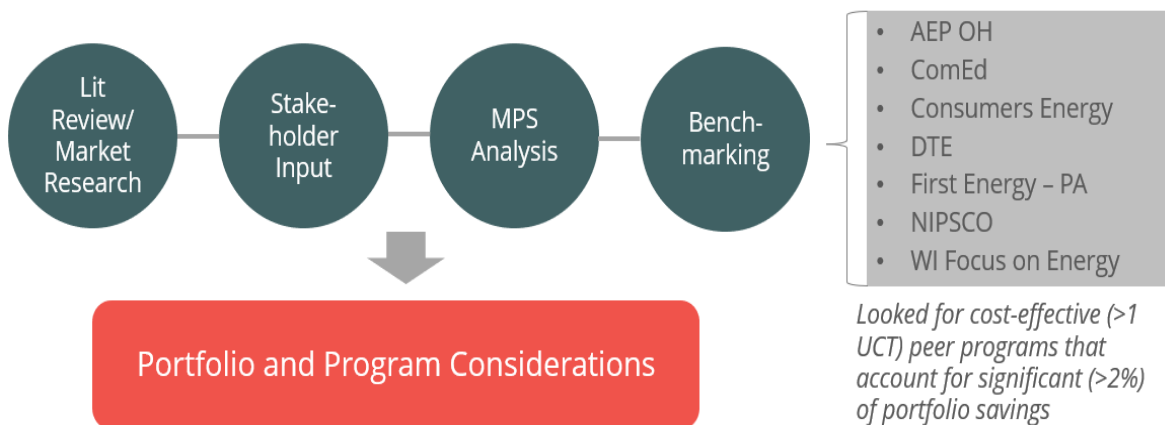 Lit
Review/
Market
Research
Stake-
holder
Input
MPS
Analysis
Bench-
marking
• AEP OH
• ComEd
• Consumers Energy
• DTE
• First Energy – PA
• NIPSCO
• WI Focus on Energy
Looked for cost-effective (>1
UCT) peer programs that
account for significant (>2%)
of portfolio savings
Portfolio and Program Considerations